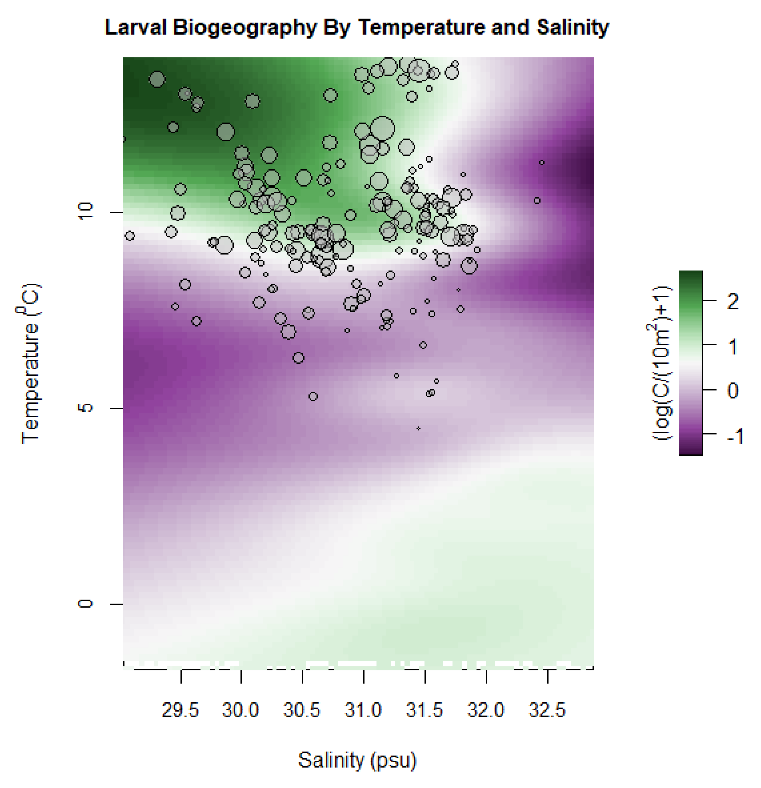 Larval Biogeography By Temperature and Salinity
10
5
0
Temperature (⁰C)
29.5 30.0 30.5 31.0 31.5 32.0 32.5
Salinity (psu)
(log(C/(10m²)+1)
2
1
0
-1